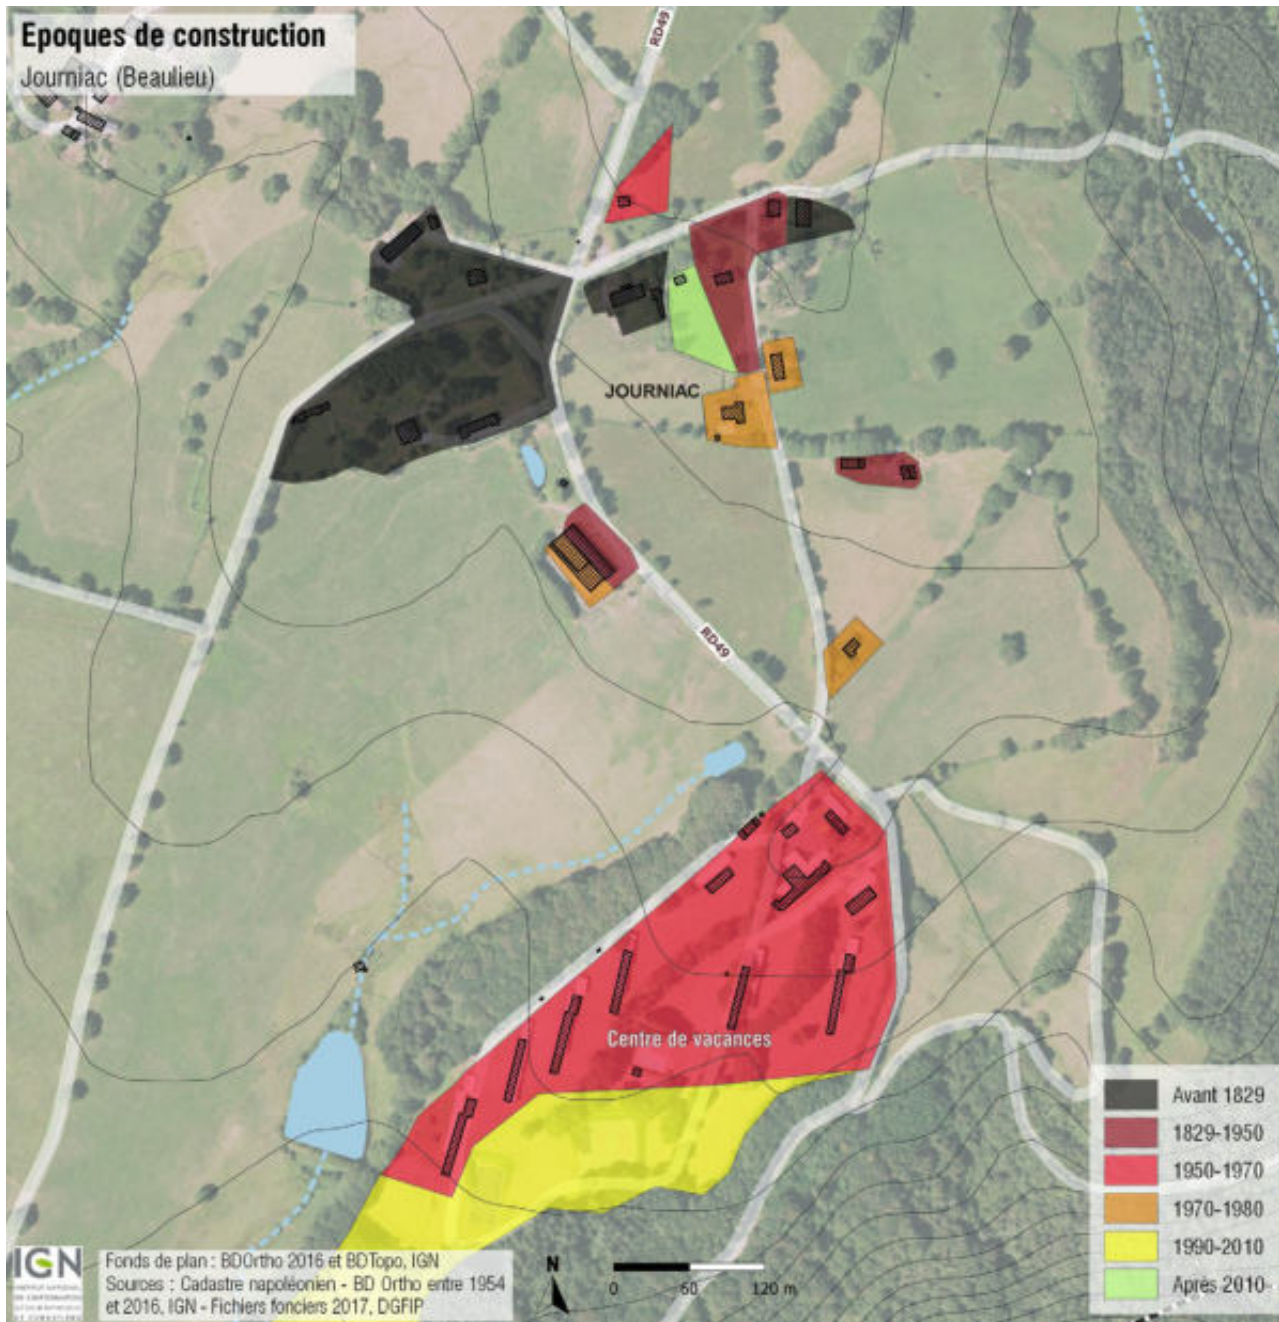 Epoques de construction
Journiac (Beaulieu)
RD49
JOURNIAC
RD49
Centre de vacances
Avant 1829
1829-1950
1950-1970
1970-1980
1990-2010
Après 2010
IGN
Fonds de plan : BDOrtho 2016 et BDTopo, IGN
Sources : Cadastre napoléonien - BD Ortho entre 1954
et 2016, IGN - Fichiers fonciers 2017, DGFIP
N
0 60 120 m